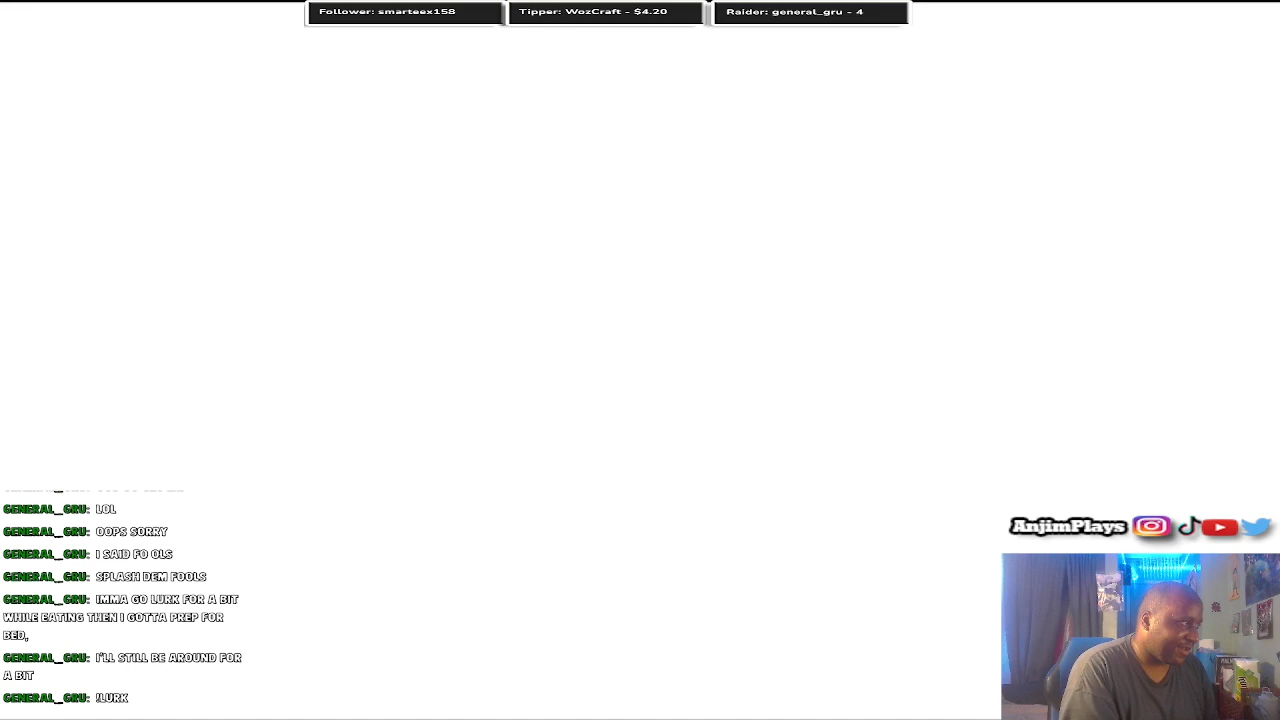 Follower: smarteex158
Tipper: WozCraft - $4.20
Raider: general_gru - 4
GENERAL_GRU: LOL
GENERAL_GRU: OOPS SORRY
GENERAL_GRU: I SAID FO OLS
GENERAL_GRU: SPLASH DEM FOOLS
GENERAL_GRU: IMMA GO LURK FOR A BIT
WHILE EATING THEN I GOTTA PREP FOR
BED,
GENERAL_GRU: I'LL STILL BE AROUND FOR
A BIT
GENERAL_GRU: !LURK
AnjimPlays